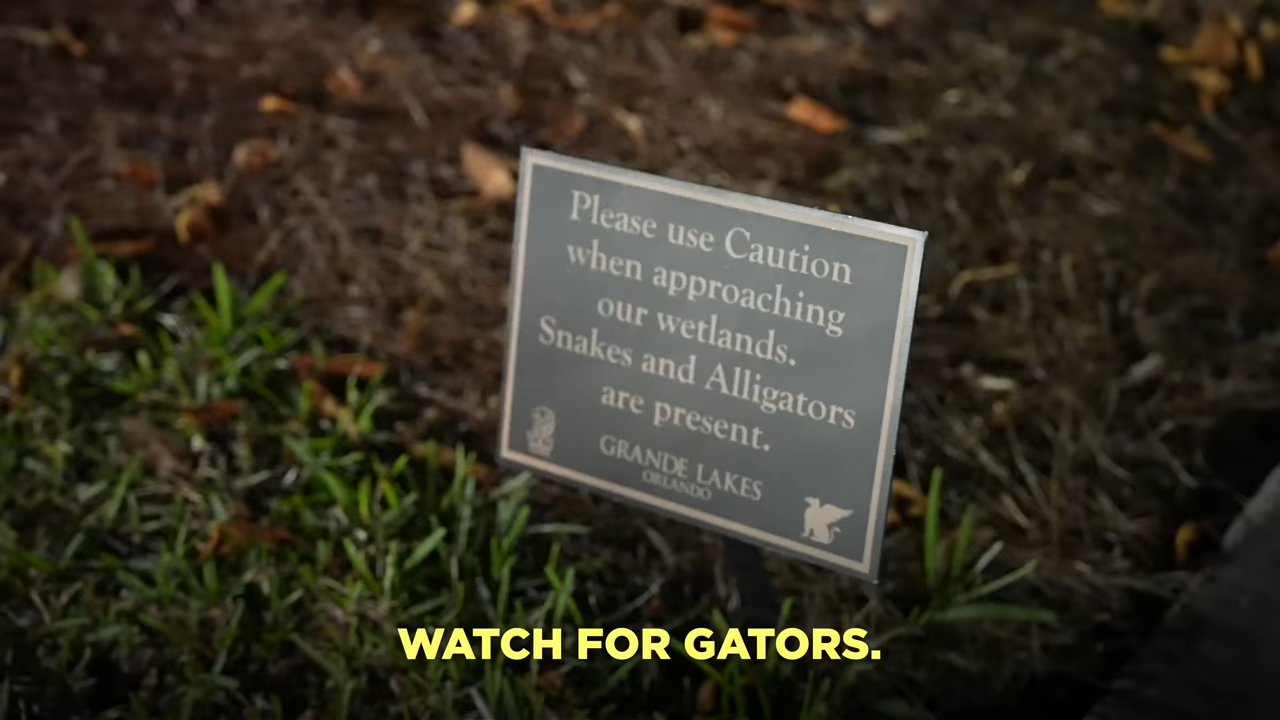 Please use Caution
when approaching
our wetlands.
Snakes and Alligators
are present.
GRANDE LAKES
ORLANDO
WATCH FOR GATORS.